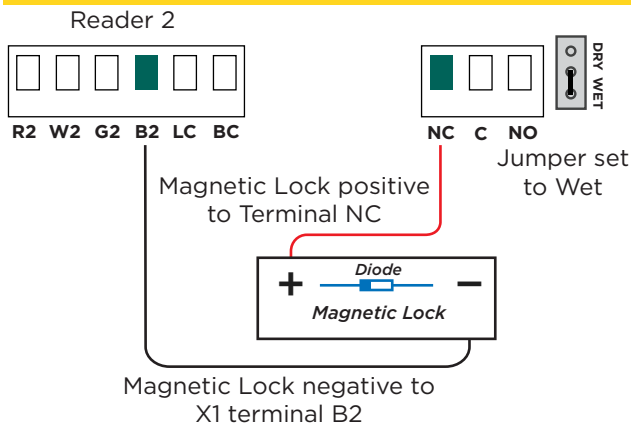 Reader 2
DRY WET
R2 W2 G2 B2 LC BC
NC C NO
Jumper set
to Wet
Magnetic Lock positive
to Terminal NC
+ Diode −
Magnetic Lock
Magnetic Lock negative to
X1 terminal B2